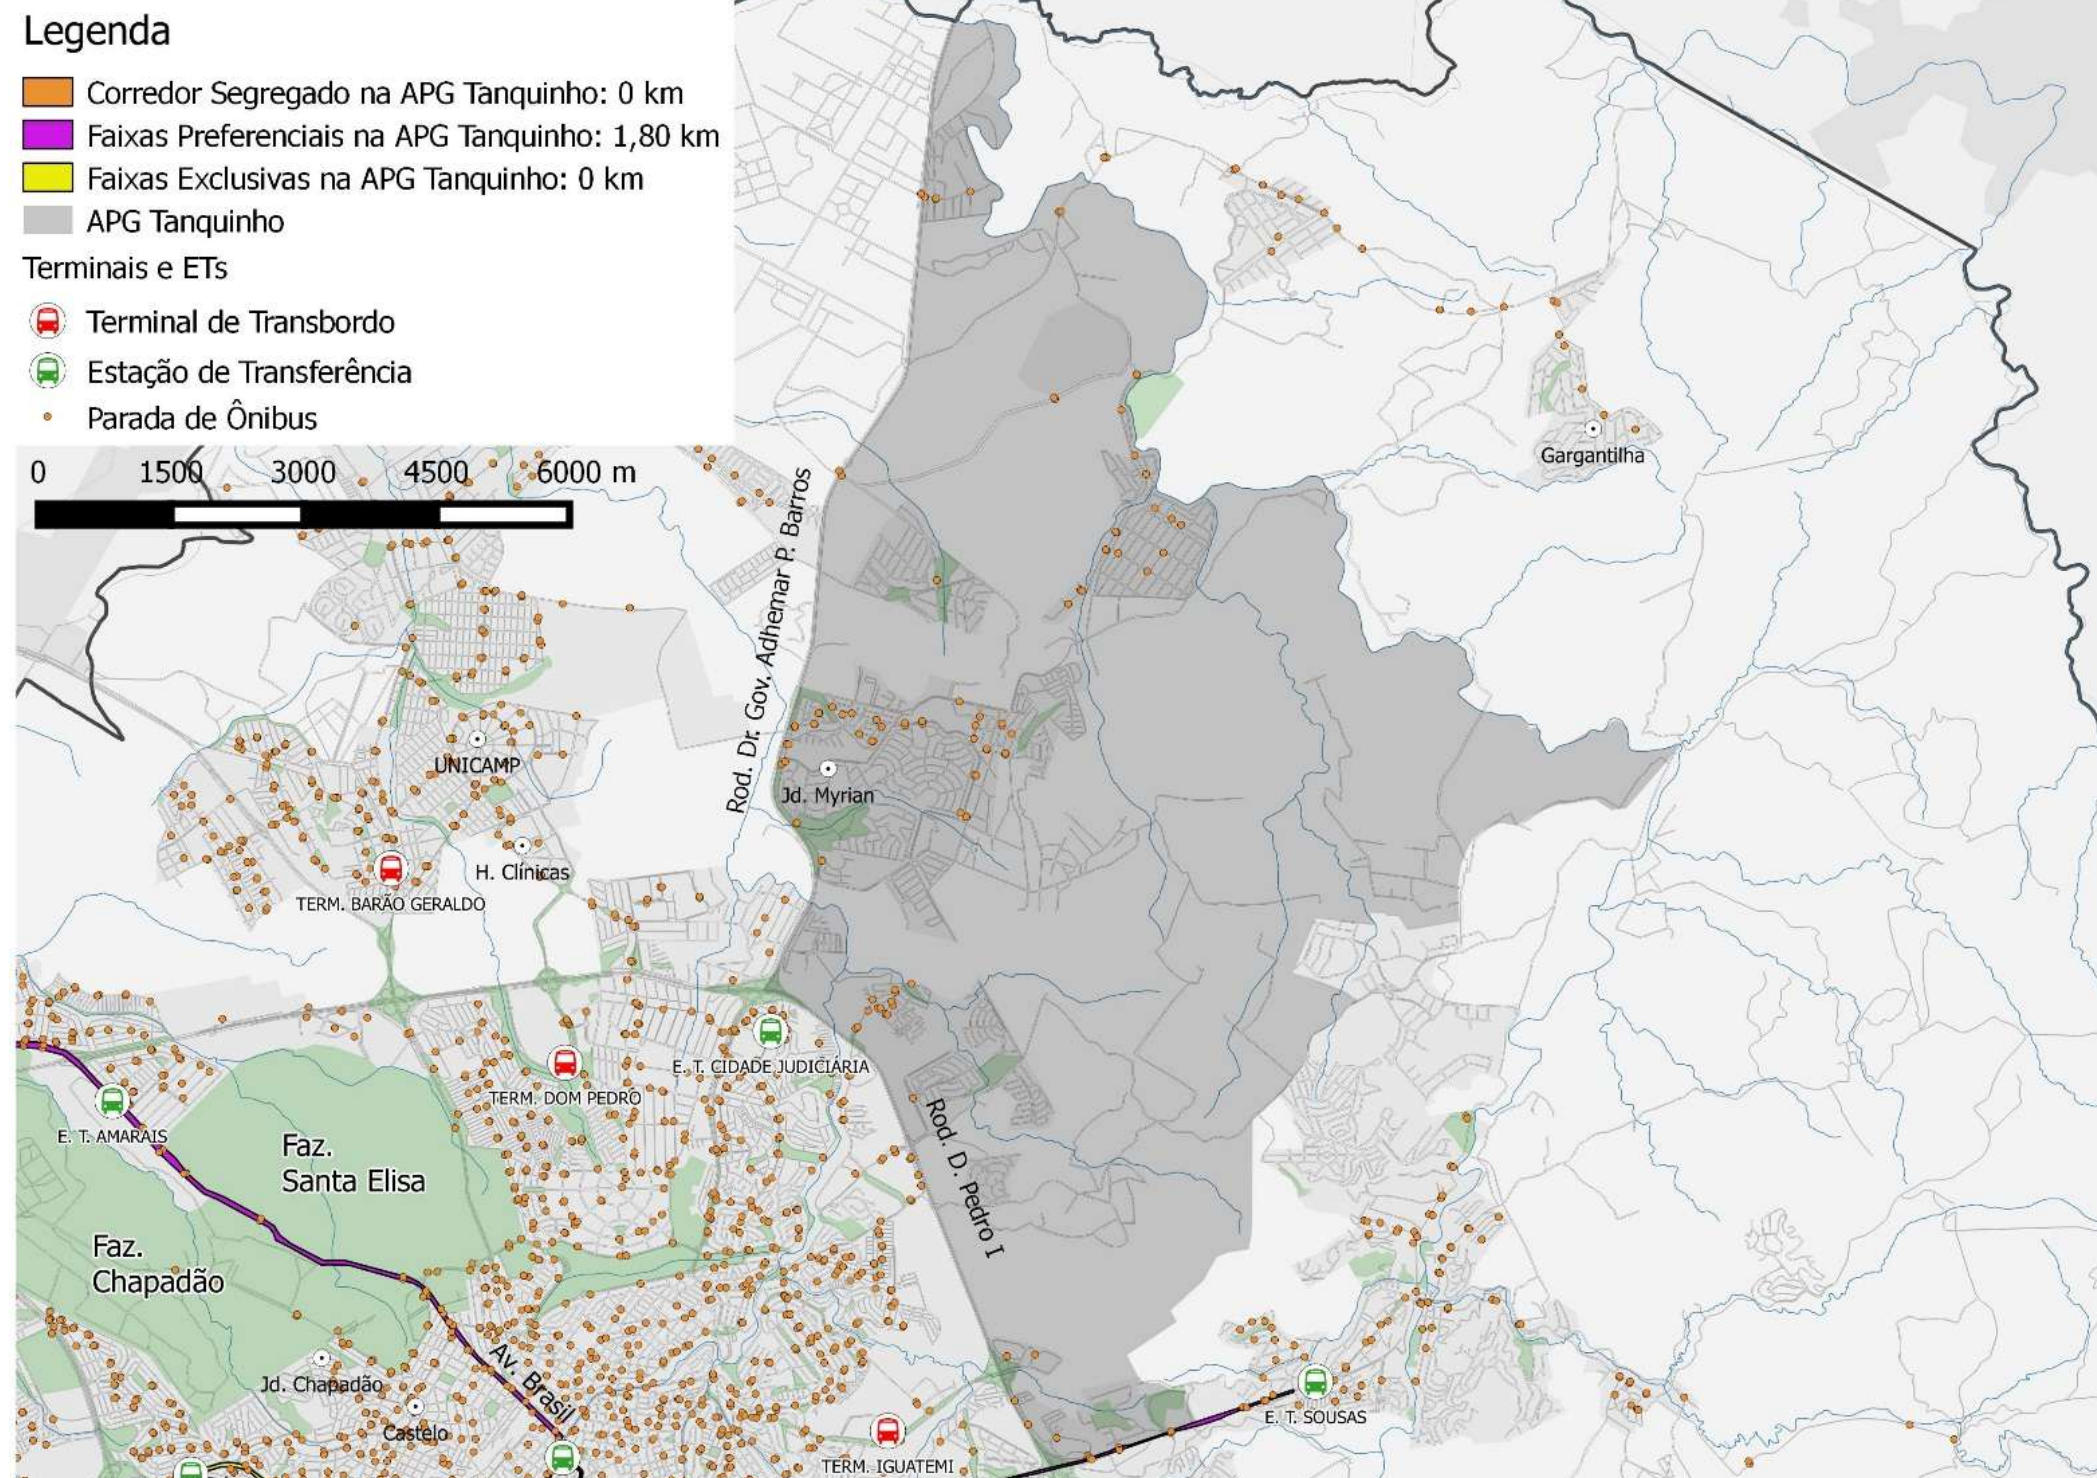 Legenda
Corredor Segregado na APG Tanquinho: 0 km
Faixas Preferenciais na APG Tanquinho: 1,80 km
Faixas Exclusivas na APG Tanquinho: 0 km
APG Tanquinho
Terminais e ETs
Terminal de Transbordo
Estação de Transferência
Parada de Ônibus
0 1500 3000 4500 6000 m
Gargantilha
Rod. Dr. Gov. Adhemar P. Barros
UNICAMP
Jd. Myrian
H. Clínicas
TERM. BARÃO GERALDO
E. T. CIDADE JUDICIÁRIA
TERM. DOM PEDRO
E. T. AMARAIS
Faz.
Santa Elisa
Rod. D. Pedro I
Faz.
Chapadão
Av. Brasil
Jd. Chapadão
Castelo
E. T. SOUSAS
TERM. IGUATEMI